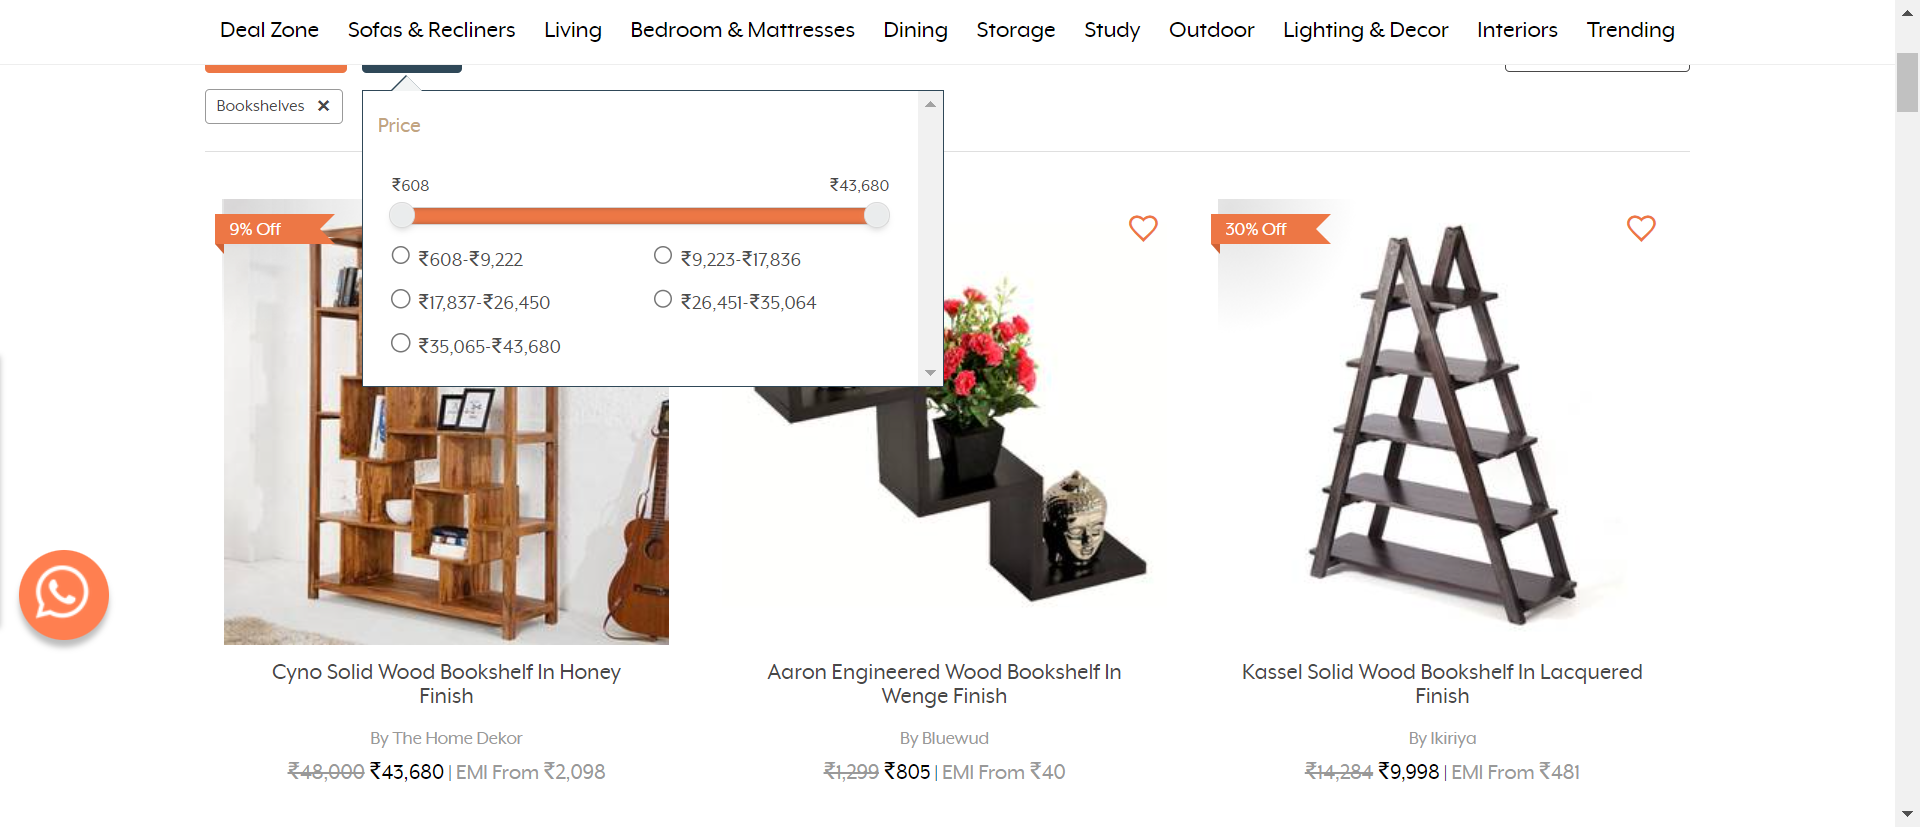 Deal Zone Sofas & Recliners Living Bedroom & Mattresses Dining Storage Study Outdoor Lighting & Decor Interiors Trending
Bookshelves ✕
Price
₹608 ₹43,680
₹608-₹9,222 ₹9,223-₹17,836
₹17,837-₹26,450 ₹26,451-₹35,064
₹35,065-₹43,680
9% Off
30% Off
Cyno Solid Wood Bookshelf In Honey
Finish
By The Home Dekor
₹48,000 ₹43,680 | EMI From ₹2,098
Aaron Engineered Wood Bookshelf In
Wenge Finish
By Bluewud
₹1,299 ₹805 | EMI From ₹40
Kassel Solid Wood Bookshelf In Lacquered
Finish
By Ikiriya
₹14,284 ₹9,998 | EMI From ₹481